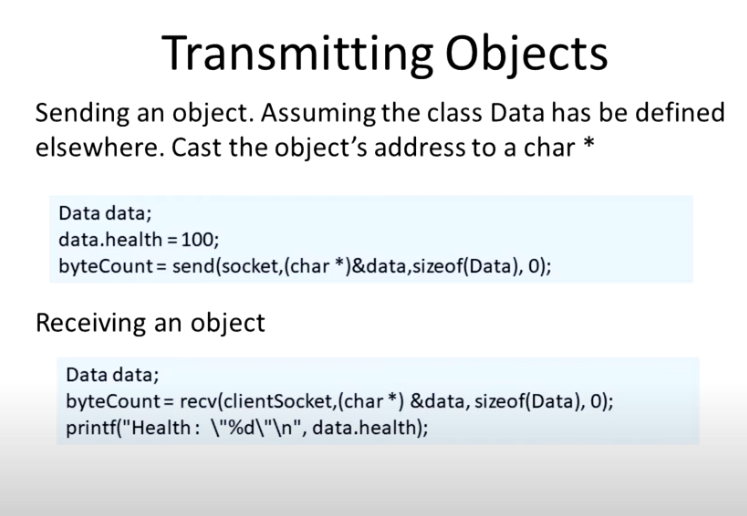 Transmitting Objects
Sending an object. Assuming the class Data has be defined
elsewhere. Cast the object's address to a char *
Data data;
data.health = 100;
byteCount = send(socket,(char *)&data,sizeof(Data), 0);
Receiving an object
Data data;
byteCount = recv(clientSocket,(char *) &data, sizeof(Data), 0);
printf("Health : \"%d\"\n", data.health);